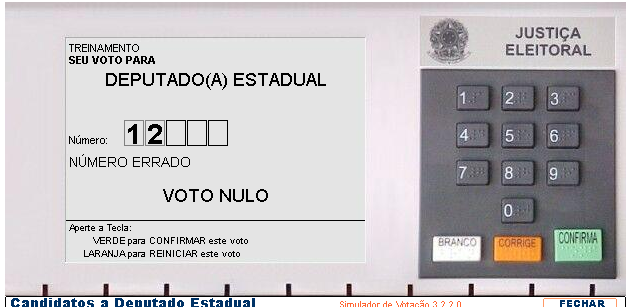 TREINAMENTO
SEU VOTO PARA
DEPUTADO(A) ESTADUAL
Número: 12
NÚMERO ERRADO
VOTO NULO
Aperte a Tecla:
VERDE para CONFIRMAR este voto
LARANJA para REINICIAR este voto
JUSTIÇA
ELEITORAL
1 2 3
4 5 6
7 8 9
0
BRANCO CORRIGE CONFIRMA
Candidatos a Deputado Estadual
Simulador de Votação 3.2.2.0
FECHAR